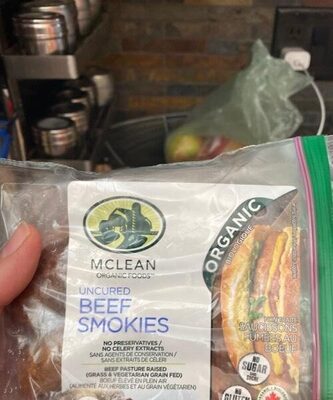 MCLEAN
ORGANIC FOODS
UNCURED
BEEF
SMOKIES
NO PRESERVATIVES /
NO CELERY EXTRACTS
SANS AGENTS DE CONSERVATION /
SANS EXTRAITS DE CÉLERI
BEEF PASTURE RAISED
(GRASS & VEGETARIAN GRAIN FED)
BOEUF ÉLEVÉ EN PLEIN AIR
(ALIMENTÉ AUX HERBES ET AU GRAIN VÉGÉTARIEN)
ORGANIC
BIOLOGIQUE
SAUCISSONS
FUMÉS AU
BOEUF
NO
SUGAR
NO
GLUTEN